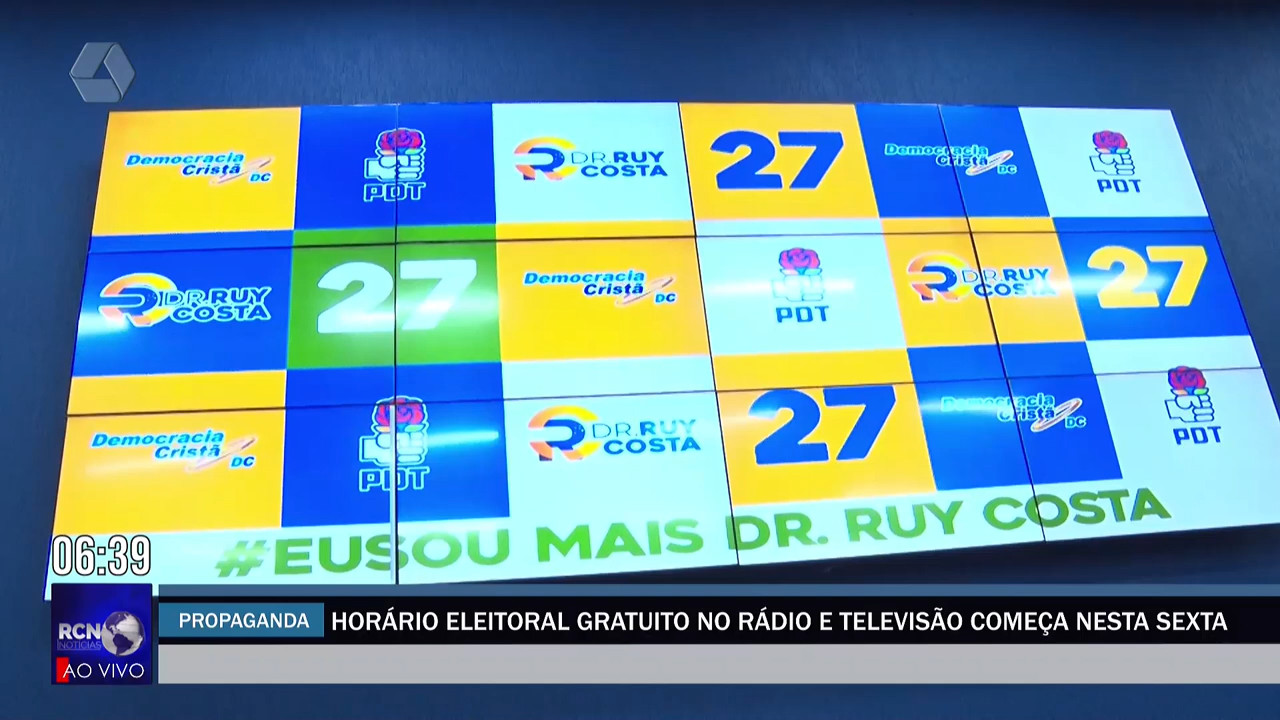 Democracia
Cristã
DC
PDT
DR. RUY
COSTA
27
Democracia
Cristã
DC
PDT
DR. RUY
COSTA
27
Democracia
Cristã
DC
PDT
DR. RUY
COSTA
27
Democracia
Cristã
DC
PDT
DR. RUY
COSTA
27
Democracia
Cristã
DC
PDT
#EUSOU MAIS DR. RUY COSTA
06:39
RCN
NOTÍCIAS
AO VIVO
PROPAGANDA
HORÁRIO ELEITORAL GRATUITO NO RÁDIO E TELEVISÃO COMEÇA NESTA SEXTA